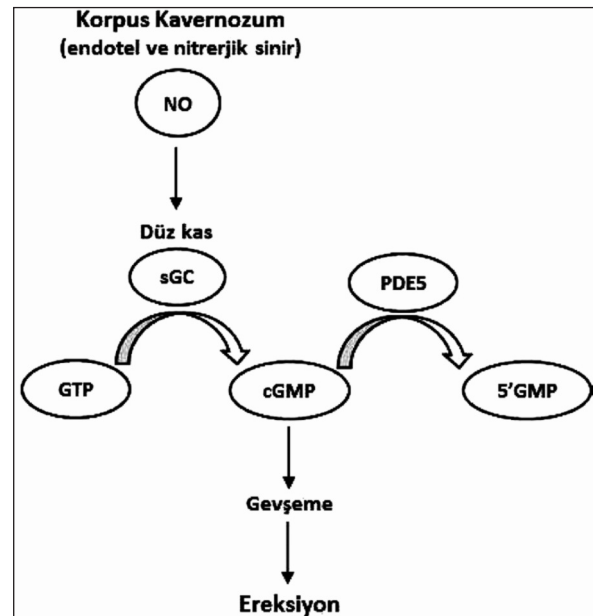 Korpus Kavernozum
(endotel ve nitrerjik sinir)
NO
Düz kas
sGC
PDE5
GTP
cGMP
5'GMP
Gevşeme
Ereksiyon